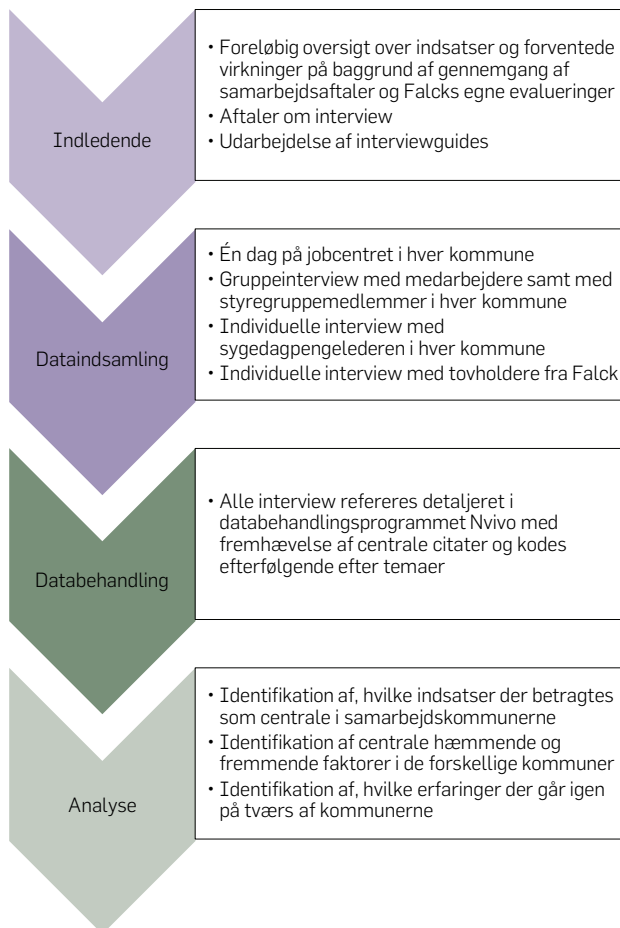 Indledende
• Foreløbig oversigt over indsatser og forventede
virkninger på baggrund af gennemgang af
samarbejdsaftaler og Falcks egne evalueringer
• Aftaler om interview
• Udarbejdelse af interviewguides
Dataindsamling
• Én dag på jobcentret i hver kommune
• Gruppeinterview med medarbejdere samt med
styregruppemedlemmer i hver kommune
• Individuelle interview med
sygedagpengelederen i hver kommune
• Individuelle interview med tovholdere fra Falck
Databehandling
• Alle interview refereres detaljeret i
databehandlingsprogrammet Nvivo med
fremhævelse af centrale citater og kodes
efterfølgende efter temaer
Analyse
• Identifikation af, hvilke indsatser der betragtes
som centrale i samarbejdskommunerne
• Identifikation af centrale hæmmende og
fremmende faktorer i de forskellige kommuner
• Identifikation af, hvilke erfaringer der går igen
på tværs af kommunerne